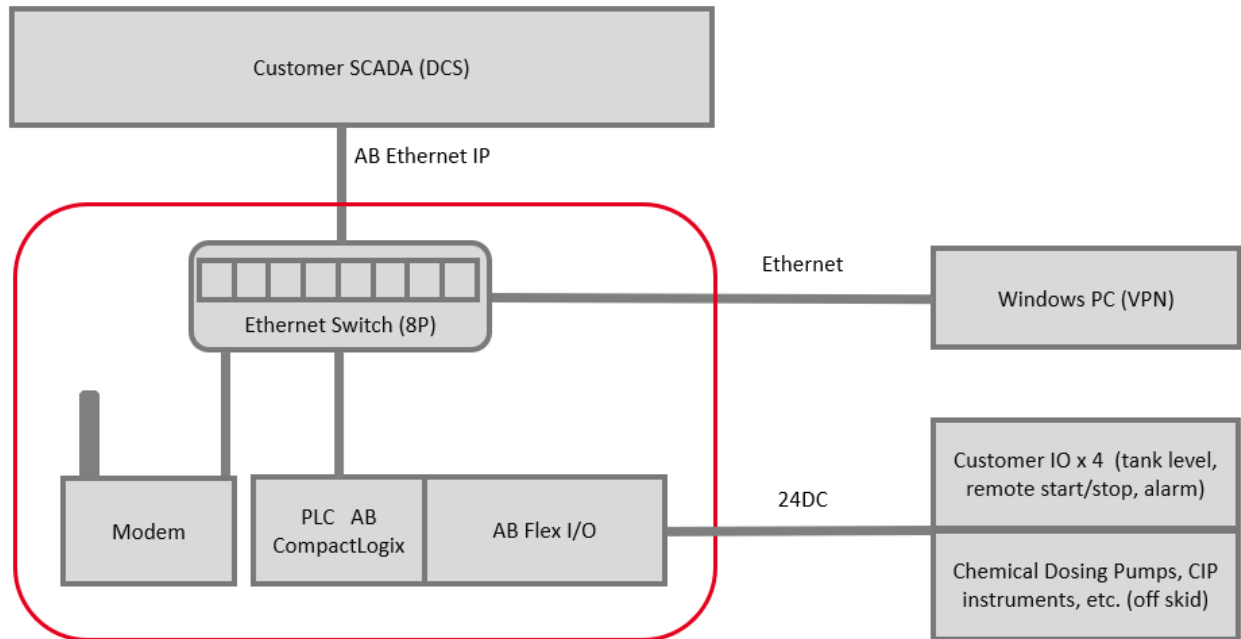 Customer SCADA (DCS)
AB Ethernet IP
Ethernet
Windows PC (VPN)
Ethernet Switch (8P)
Modem
PLC AB
CompactLogix
AB Flex I/O
24DC
Customer IO x 4 (tank level,
remote start/stop, alarm)
Chemical Dosing Pumps, CIP
instruments, etc. (off skid)